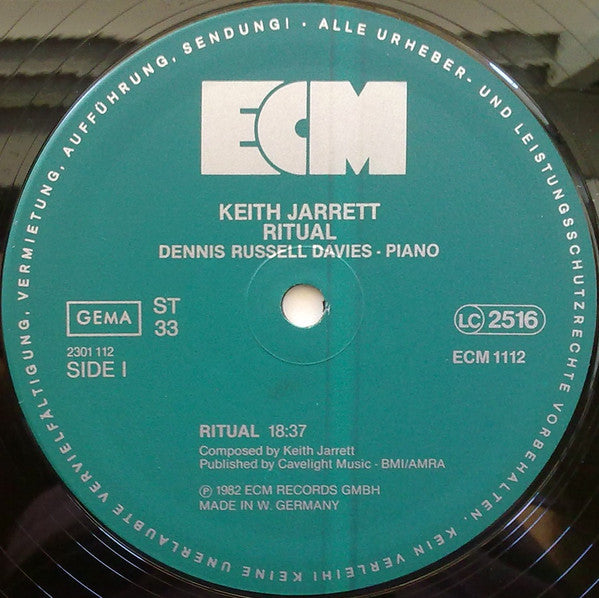 ALLE URHEBER- UND LEISTUNGSSCHUTZRECHTE VORBEHALTEN. KEIN VERLEIH! KEINE UNERLAUBTE VERVIELFÄLTIGUNG, VERMIETUNG, AUFFÜHRUNG, SENDUNG! ·
ECM
KEITH JARRETT
RITUAL
DENNIS RUSSELL DAVIES · PIANO
GEMA
ST
33
LC 2516
2301 112
SIDE I
ECM 1112
RITUAL 18:37
Composed by Keith Jarrett
Published by Cavelight Music - BMI/AMRA
Ⓟ 1982 ECM RECORDS GMBH
MADE IN W. GERMANY